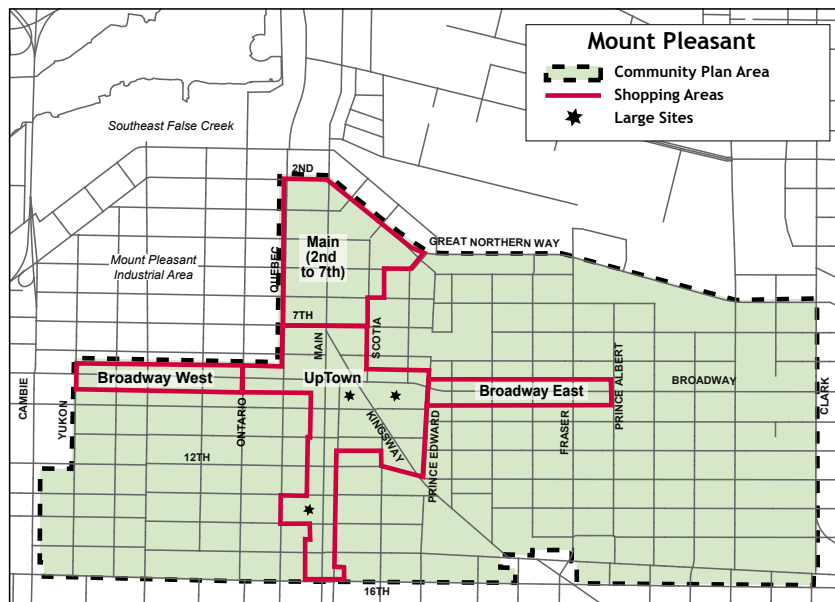 Mount Pleasant
Community Plan Area
Shopping Areas
Large Sites
Southeast False Creek
2ND
GREAT NORTHERN WAY
Main
(2nd
to 7th)
Mount Pleasant
Industrial Area
QUEBEC
7TH
MAIN
SCOTIA
Broadway West
UpTown
Broadway East
BROADWAY
PRINCE ALBERT
CAMBIE
YUKON
ONTARIO
KINGSWAY
PRINCE EDWARD
FRASER
CLARK
12TH
16TH